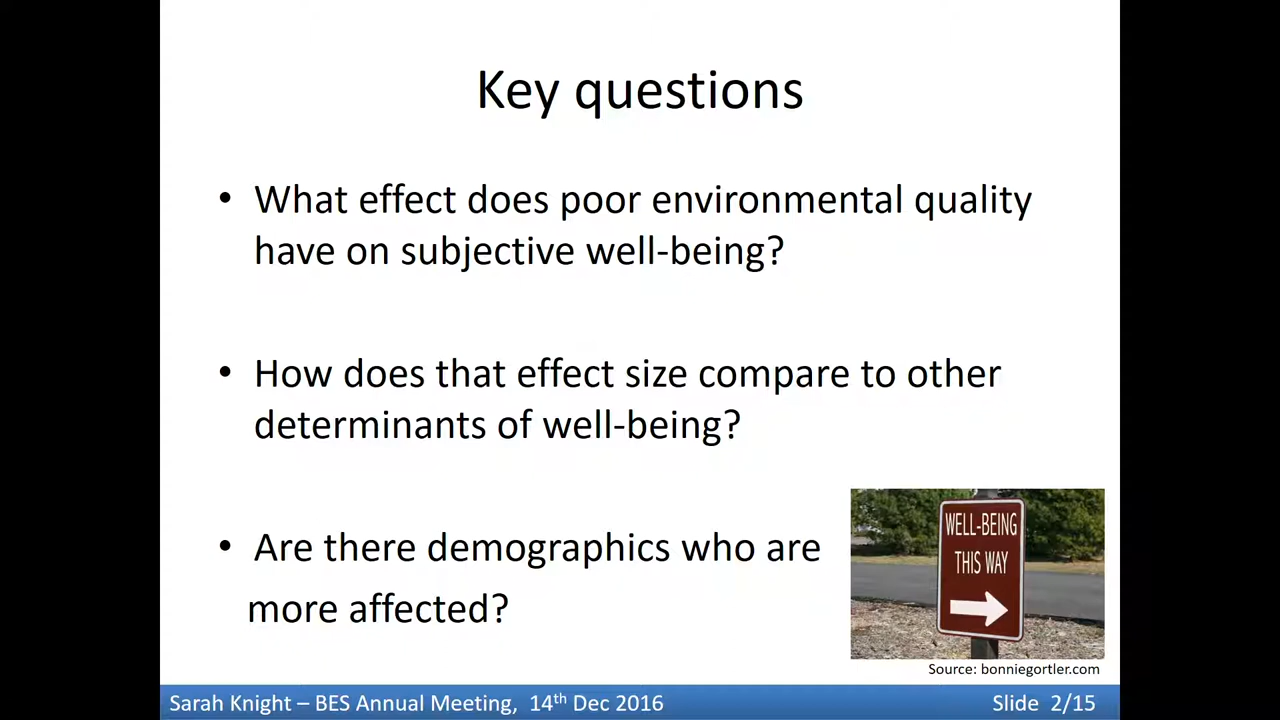 Key questions
• What effect does poor environmental quality
have on subjective well-being?
• How does that effect size compare to other
determinants of well-being?
• Are there demographics who are
more affected?
WELL-BEING
THIS WAY
Source: bonniegortler.com
Sarah Knight – BES Annual Meeting, 14th Dec 2016
Slide 2/15